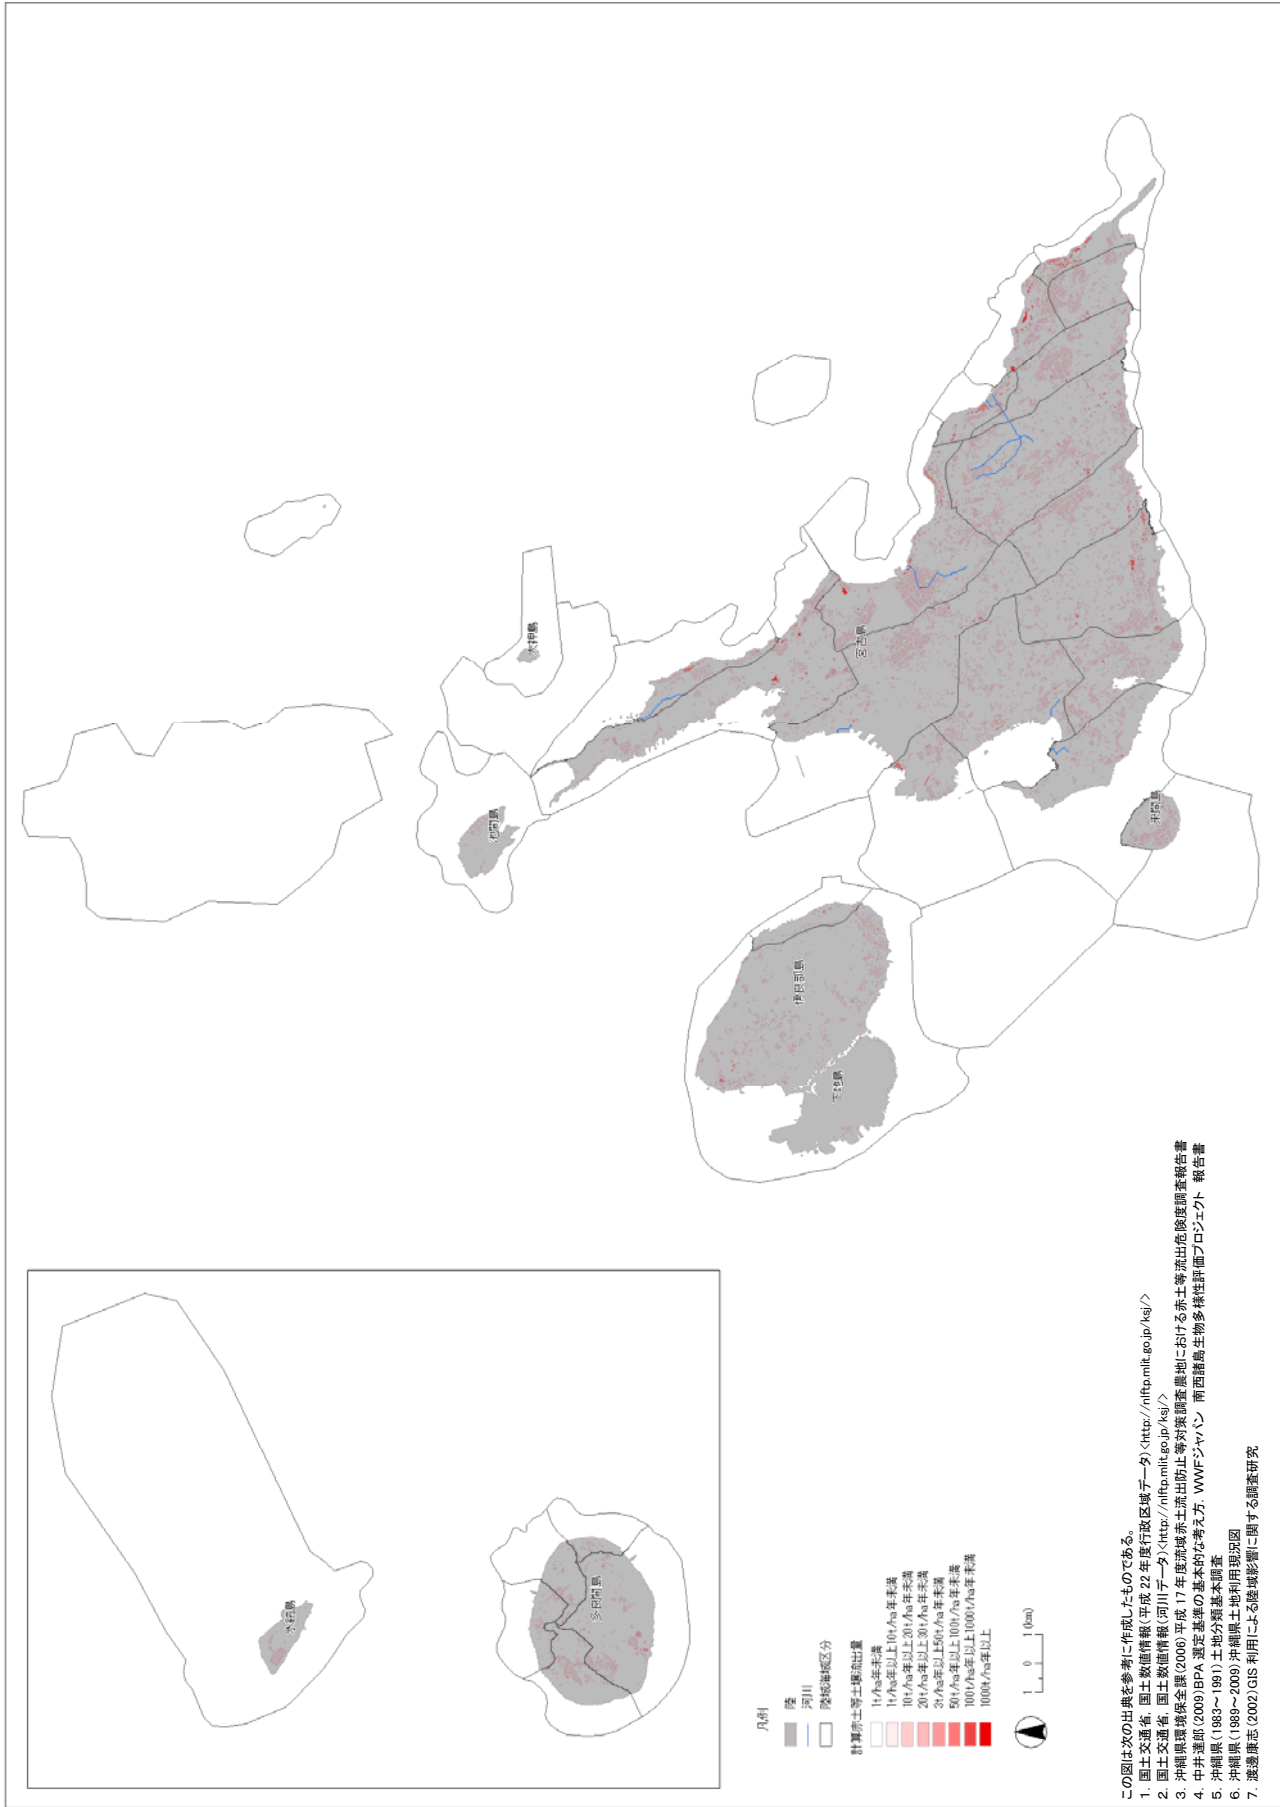 水納島
多良間島
池間島
大神島
宮古島
伊良部島
下地島
来間島
凡例
陸
河川
陸域海域区分
計算赤土等土壌流出量
1t/ha年未満
1t/ha年以上10t/ha年未満
10t/ha年以上20t/ha年未満
20t/ha年以上30t/ha年未満
3t/ha年以上50t/ha年未満
50t/ha年以上100t/ha年未満
100t/ha年以上1000t/ha年未満
1000t/ha年以上
1 0 1 (km)
この図は次の出典を参考に作成したものである。
1. 国土交通省, 国土数値情報(平成 22 年度行政区域データ)<http://nlftp.mlit.go.jp/ksj/>
2. 国土交通省, 国土数値情報(河川データ)<http://nlftp.mlit.go.jp/ksj/>
3. 沖縄県環境保全課(2006)平成 17 年度流域赤土流出防止等対策調査農地における赤土等流出危険度調査報告書
4. 中井達郎(2009)BPA 選定基準の基本的な考え方. WWFジャパン 南西諸島生物多様性評価プロジェクト 報告書
5. 沖縄県(1983～1991)土地分類基本調査
6. 沖縄県(1989～2009)沖縄県土地利用現況図
7. 渡邊康志(2002)GIS 利用による陸域影響に関する調査研究